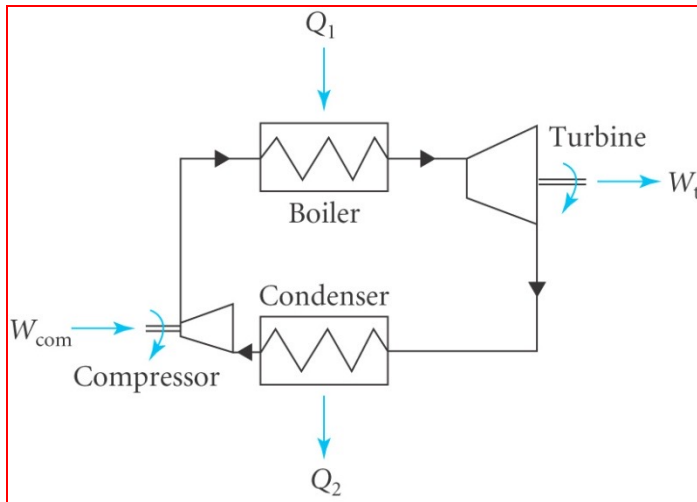 Q1
Turbine
Wt
Boiler
Condenser
Wcom
Compressor
Q2